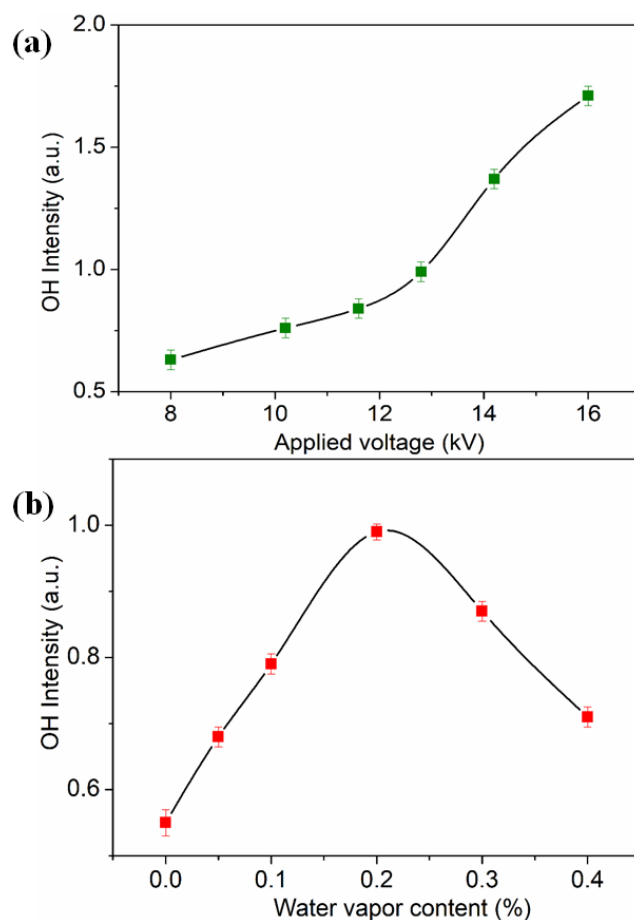 (a)
2.0
1.5
1.0
0.5
OH Intensity (a.u.)
8 10 12 14 16
Applied voltage (kV)
(b)
1.0
0.8
0.6
OH Intensity (a.u.)
0.0 0.1 0.2 0.3 0.4
Water vapor content (%)